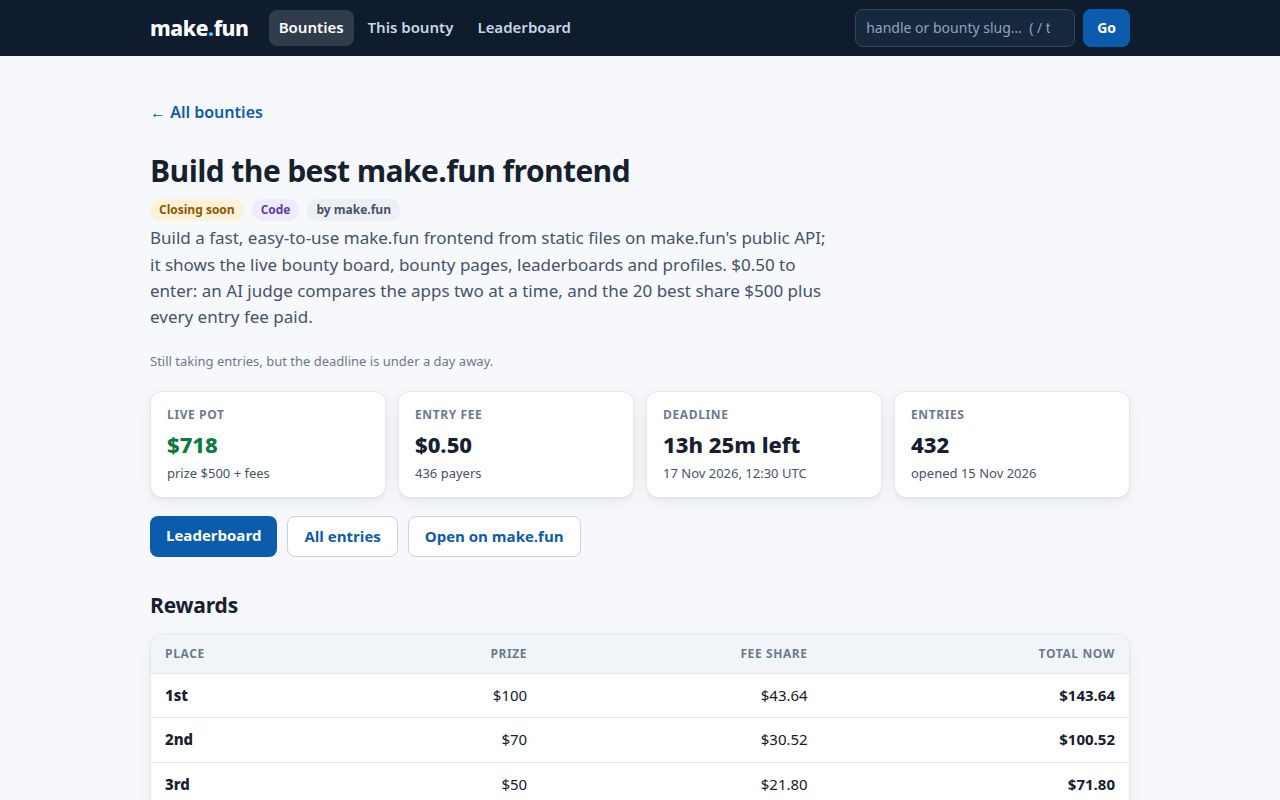 make.fun
Bounties
This bounty
Leaderboard
handle or bounty slug... ( / t
Go
← All bounties
Build the best make.fun frontend
Closing soon
Code
by make.fun
Build a fast, easy-to-use make.fun frontend from static files on make.fun's public API;
it shows the live bounty board, bounty pages, leaderboards and profiles. $0.50 to
enter: an AI judge compares the apps two at a time, and the 20 best share $500 plus
every entry fee paid.
Still taking entries, but the deadline is under a day away.
LIVE POT
$718
prize $500 + fees
ENTRY FEE
$0.50
436 payers
DEADLINE
13h 25m left
17 Nov 2026, 12:30 UTC
ENTRIES
432
opened 15 Nov 2026
Leaderboard
All entries
Open on make.fun
Rewards
PLACE PRIZE FEE SHARE TOTAL NOW
1st $100 $43.64 $143.64
2nd $70 $30.52 $100.52
3rd $50 $21.80 $71.80